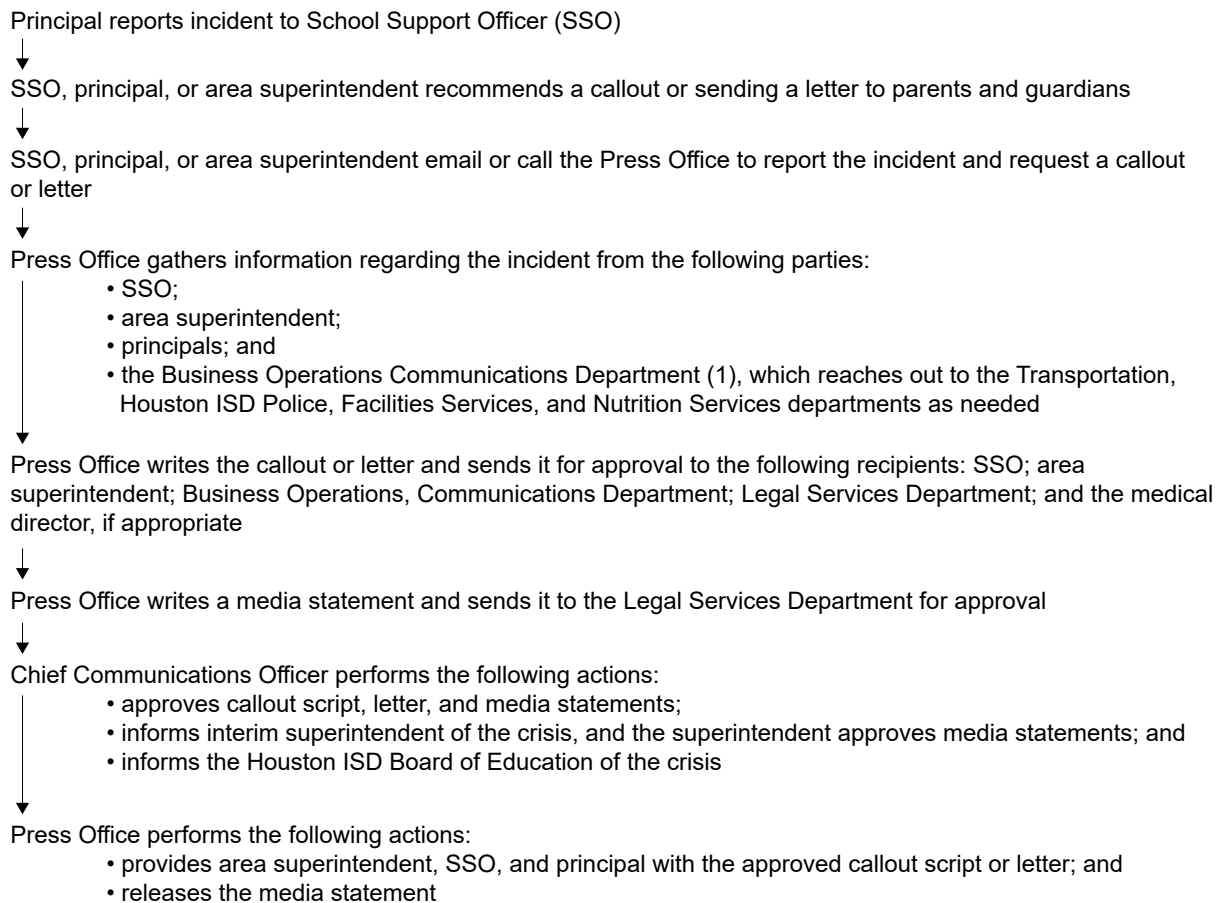 Principal reports incident to School Support Officer (SSO)
SSO, principal, or area superintendent recommends a callout or sending a letter to parents and guardians
SSO, principal, or area superintendent email or call the Press Office to report the incident and request a callout
or letter
Press Office gathers information regarding the incident from the following parties:
• SSO;
• area superintendent;
• principals; and
• the Business Operations Communications Department (1), which reaches out to the Transportation,
Houston ISD Police, Facilities Services, and Nutrition Services departments as needed
Press Office writes the callout or letter and sends it for approval to the following recipients: SSO; area
superintendent; Business Operations, Communications Department; Legal Services Department; and the medical
director, if appropriate
Press Office writes a media statement and sends it to the Legal Services Department for approval
Chief Communications Officer performs the following actions:
• approves callout script, letter, and media statements;
• informs interim superintendent of the crisis, and the superintendent approves media statements; and
• informs the Houston ISD Board of Education of the crisis
Press Office performs the following actions:
• provides area superintendent, SSO, and principal with the approved callout script or letter; and
• releases the media statement